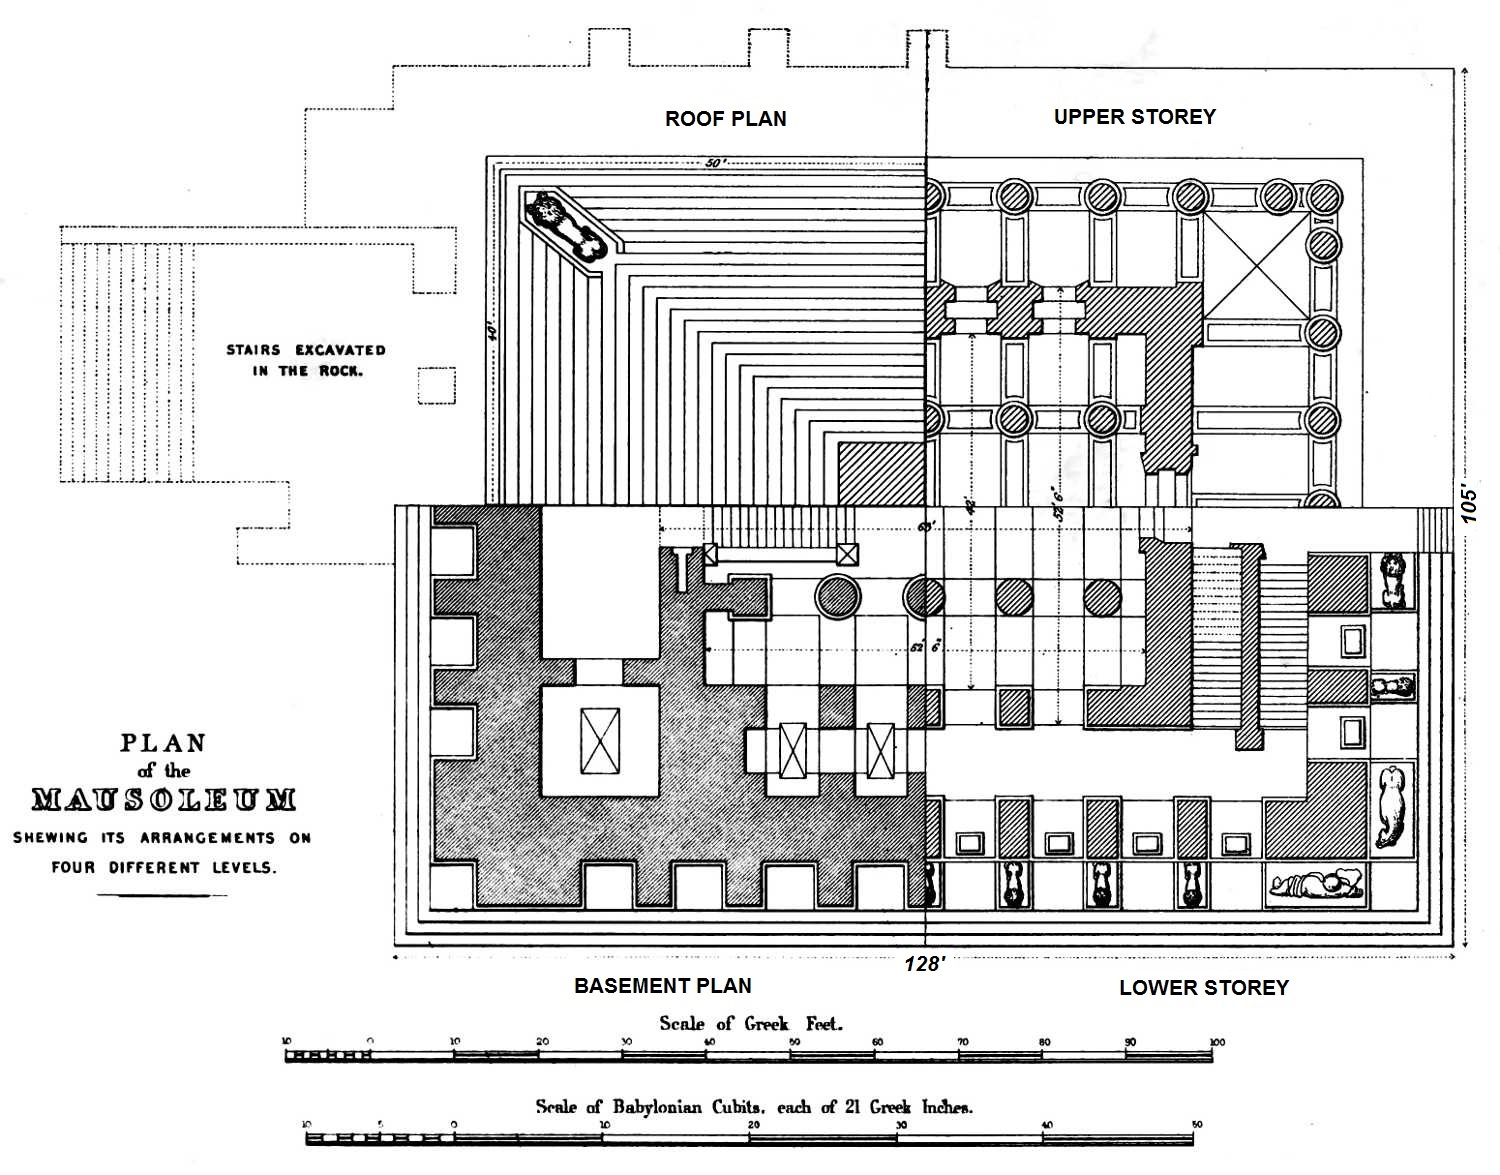 ROOF PLAN
UPPER STOREY
50'
40'
STAIRS EXCAVATED
IN THE ROCK.
42'
52' 6"
105'
63'
52' 6"
PLAN
of the
MAUSOLEUM
SHEWING ITS ARRANGEMENTS ON
FOUR DIFFERENT LEVELS.
128'
BASEMENT PLAN
LOWER STOREY
Scale of Greek Feet.
10 0 10 20 30 40 50 60 70 80 90 100
Scale of Babylonian Cubits, each of 21 Greek Inches.
10 5 0 10 20 30 40 50